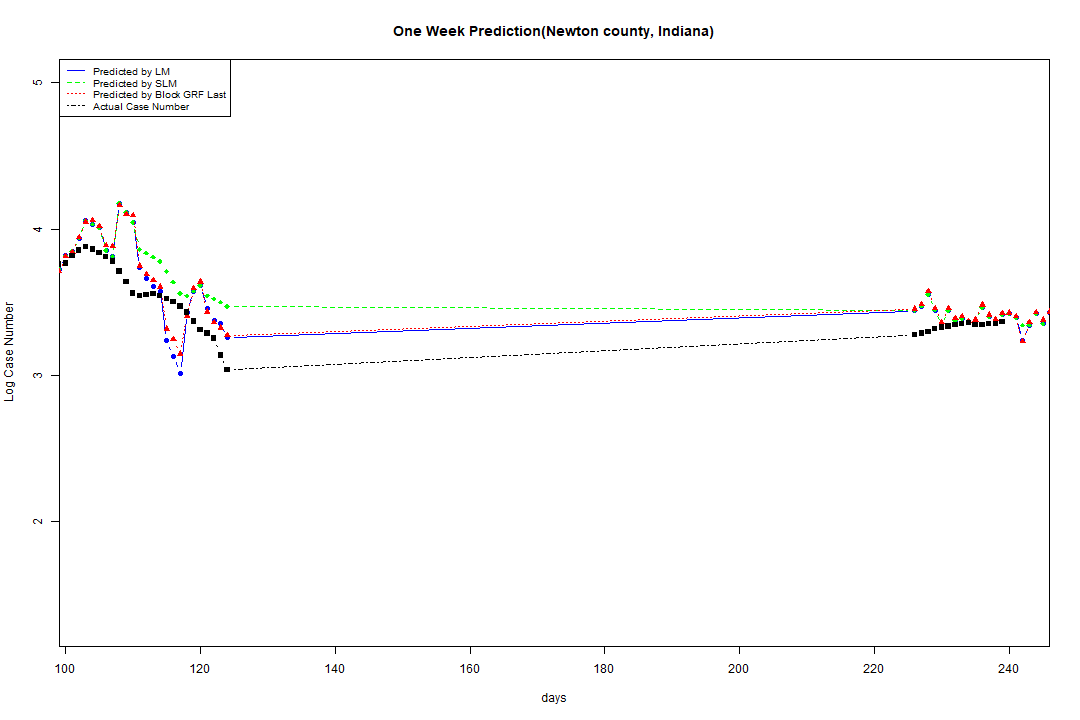 One Week Prediction(Newton county, Indiana)
Predicted by LM
Predicted by SLM
Predicted by Block GRF Last
Actual Case Number
5
4
3
2
Log Case Number
100 120 140 160 180 200 220 240
days